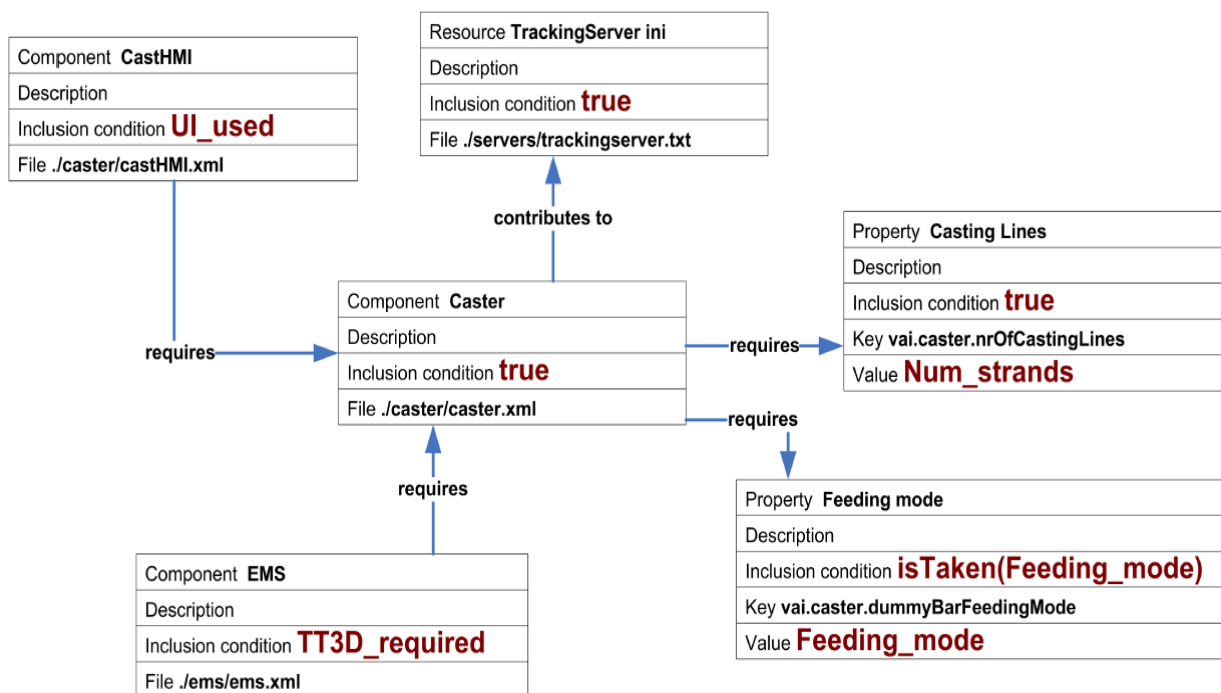 Component CastHMI
Description
Inclusion condition UI_used
File ./caster/castHMI.xml
Resource TrackingServer ini
Description
Inclusion condition true
File ./servers/trackingserver.txt
contributes to
Property Casting Lines
Description
Inclusion condition true
Key vai.caster.nrOfCastingLines
Value Num_strands
Component Caster
Description
Inclusion condition true
File ./caster/caster.xml
requires
requires
requires
requires
Property Feeding mode
Description
Inclusion condition isTaken(Feeding_mode)
Key vai.caster.dummyBarFeedingMode
Value Feeding_mode
Component EMS
Description
Inclusion condition TT3D_required
File ./ems/ems.xml